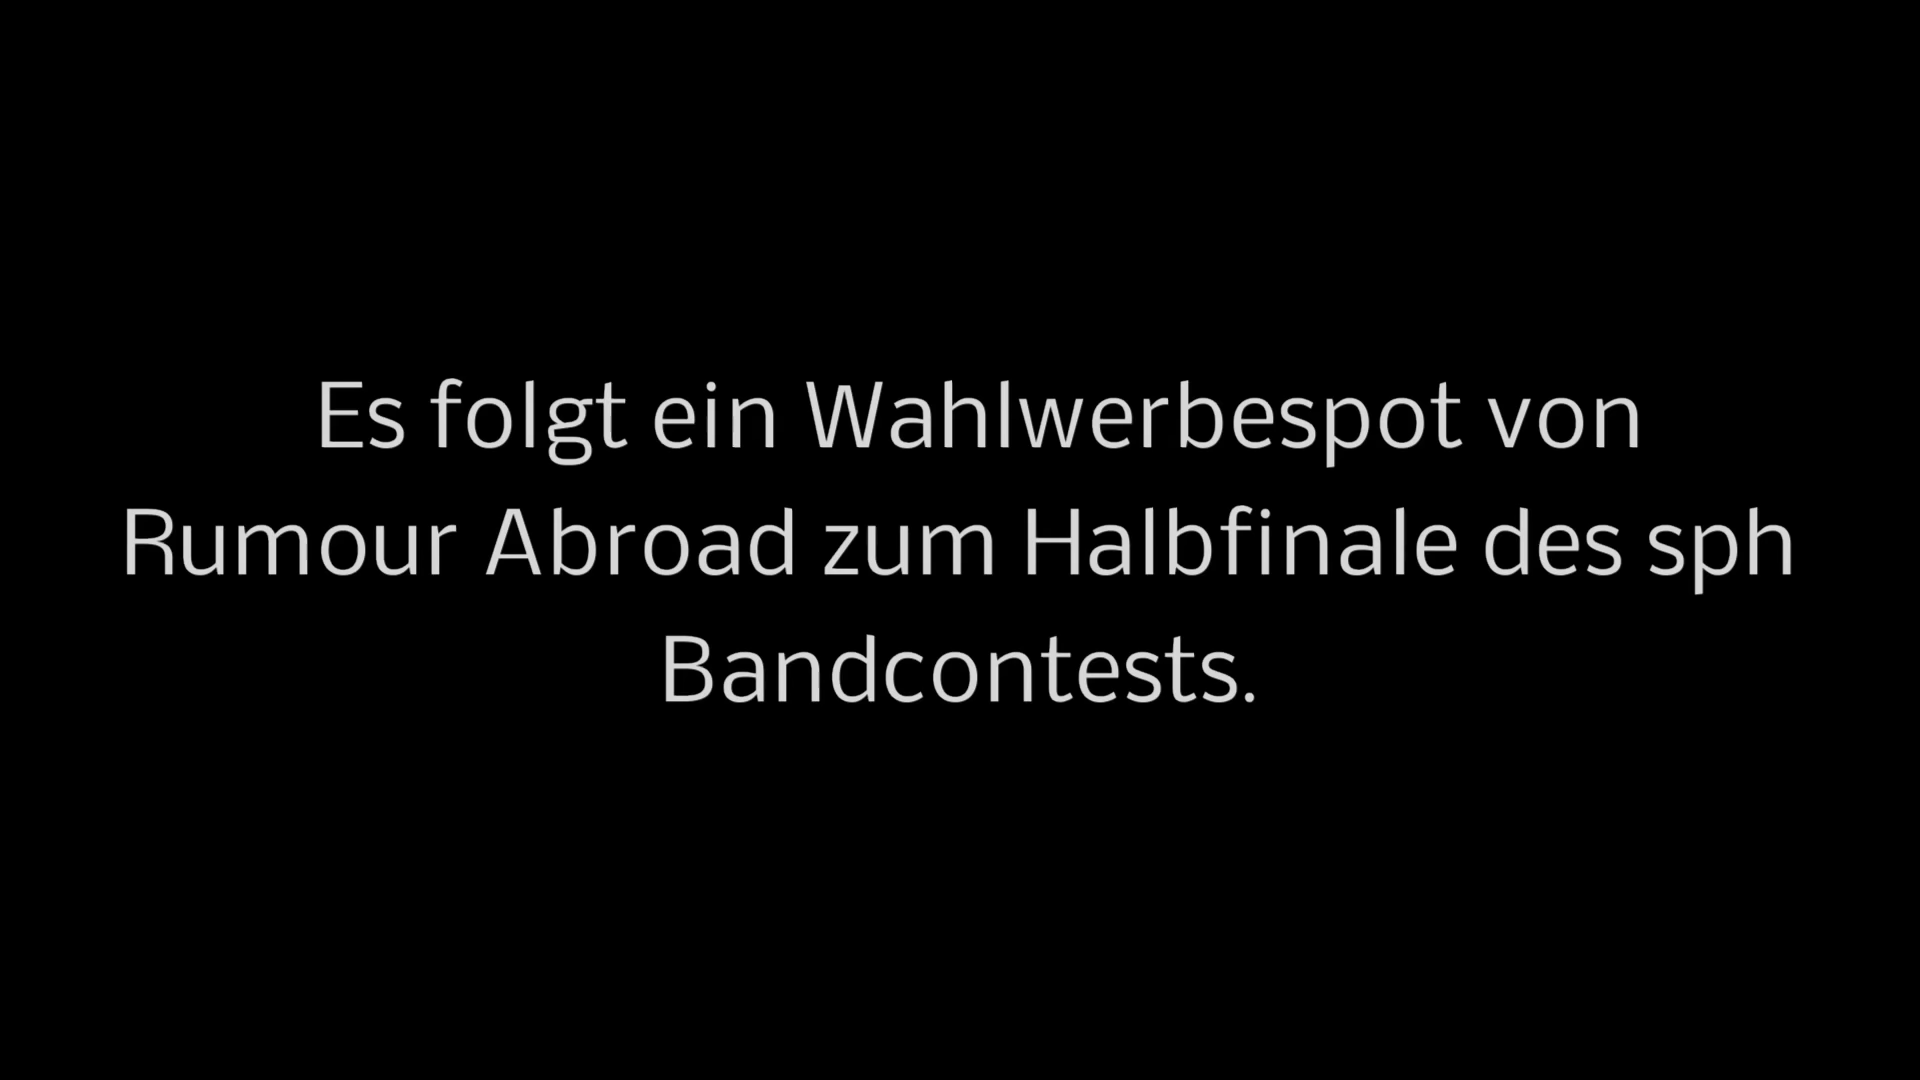 Es folgt ein Wahlwerbespot von
Rumour Abroad zum Halbfinale des sph
Bandcontests.